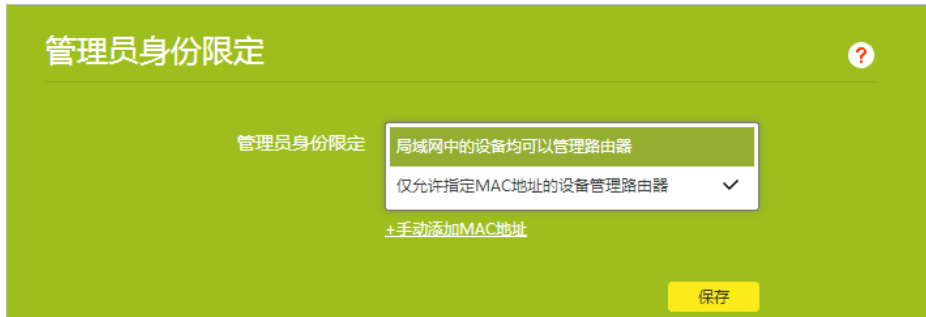 管理员身份限定
?
管理员身份限定
局域网中的设备均可以管理路由器
仅允许指定MAC地址的设备管理路由器
+手动添加MAC地址
保存